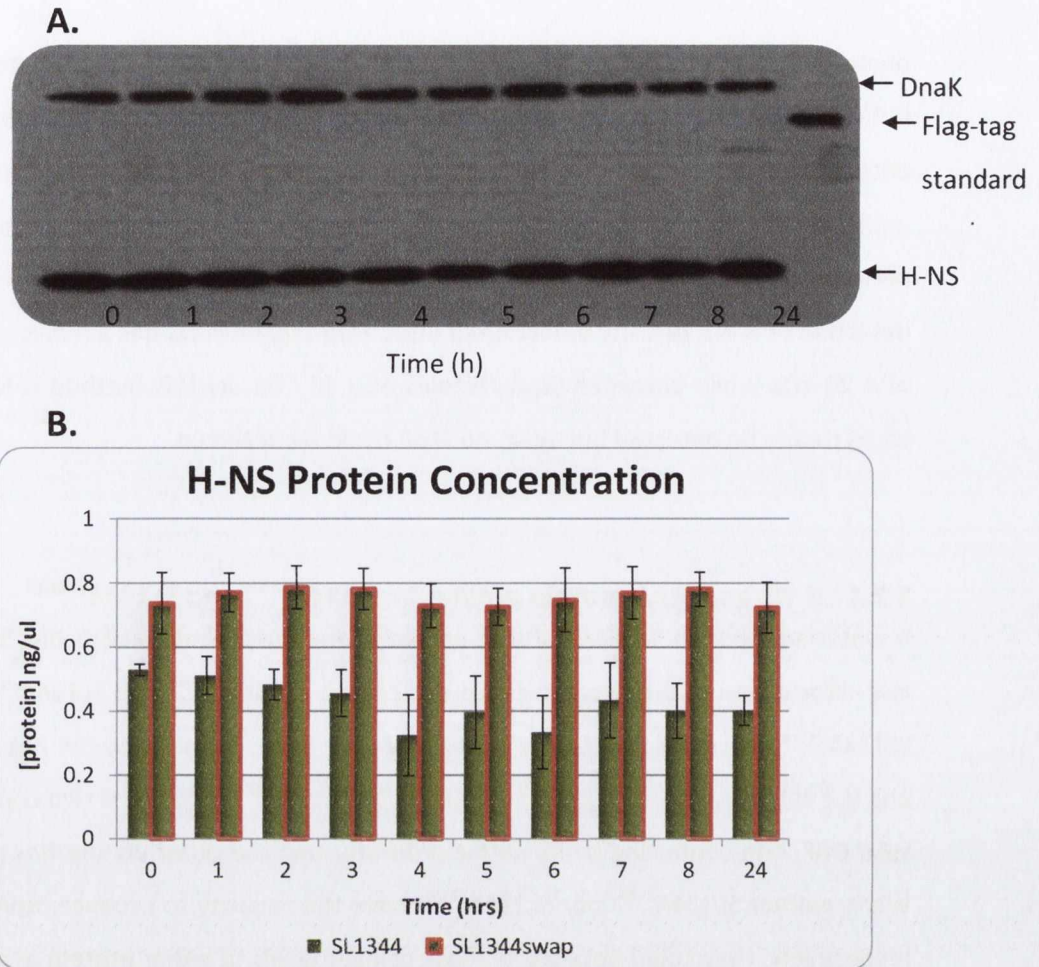 A.
DnaK
Flag-tag
standard
H-NS
0 1 2 3 4 5 6 7 8 24
Time (h)
B.
H-NS Protein Concentration
[protein] ng/ul
1
0.8
0.6
0.4
0.2
0
0 1 2 3 4 5 6 7 8 24
Time (hrs)
SL1344 SL1344swap